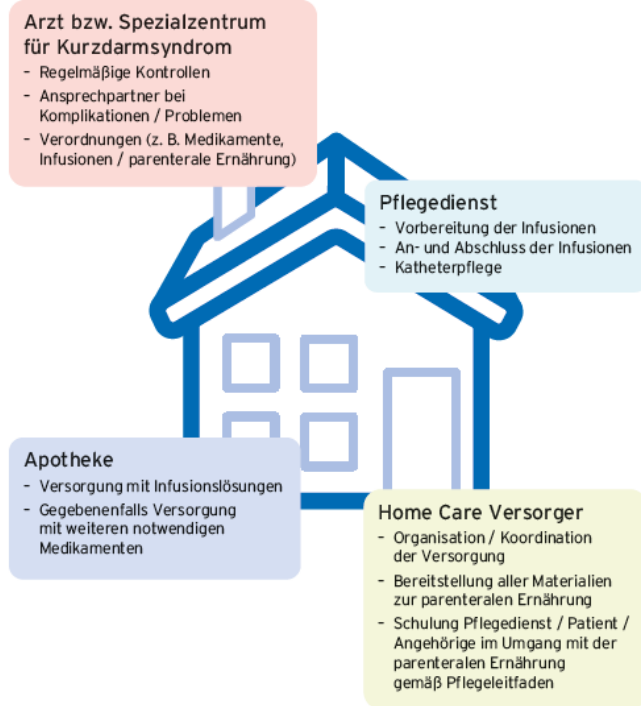 Arzt bzw. Spezialzentrum
für Kurzdarmsyndrom
- Regelmäßige Kontrollen
- Ansprechpartner bei
Komplikationen / Problemen
- Verordnungen (z. B. Medikamente,
Infusionen / parenterale Ernährung)
Pflegedienst
- Vorbereitung der Infusionen
- An- und Abschluss der Infusionen
- Katheterpflege
Apotheke
- Versorgung mit Infusionslösungen
- Gegebenenfalls Versorgung
mit weiteren notwendigen
Medikamenten
Home Care Versorger
- Organisation / Koordination
der Versorgung
- Bereitstellung aller Materialien
zur parenteralen Ernährung
- Schulung Pflegedienst / Patient /
Angehörige im Umgang mit der
parenteralen Ernährung
gemäß Pflegeleitfaden